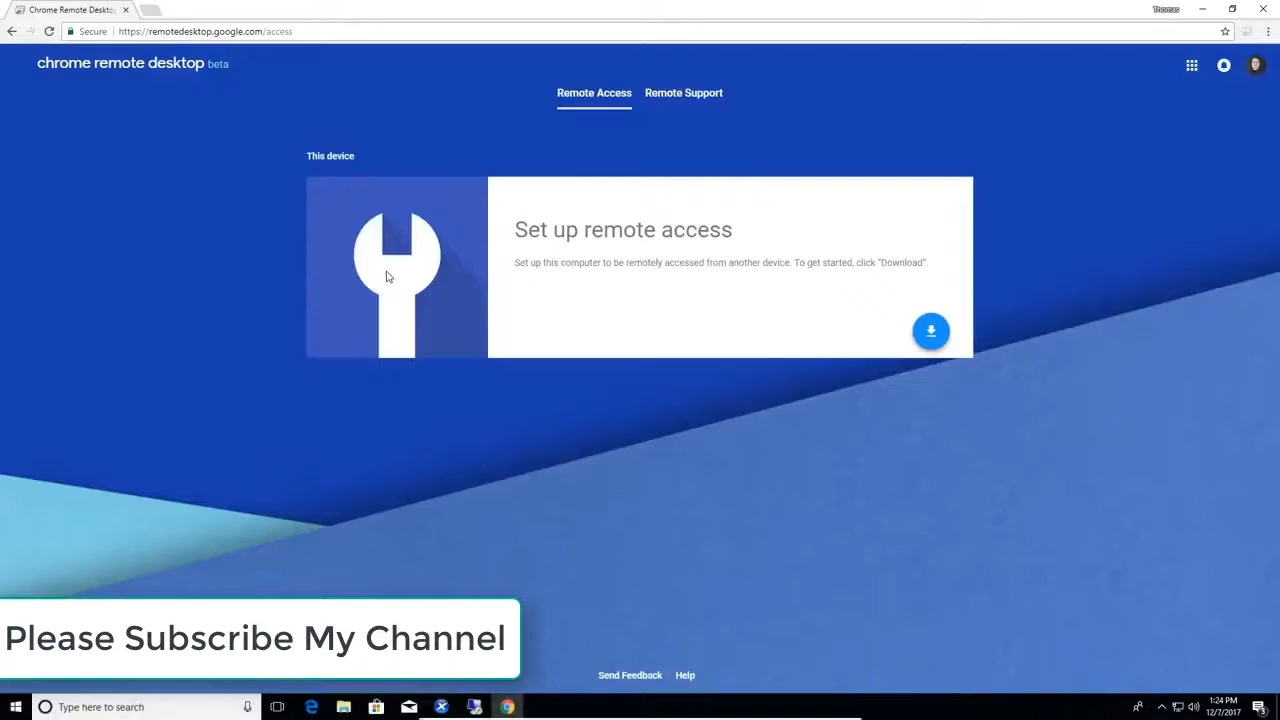 Chrome Remote Deskto
Thomas
Secure
https://remotedesktop.google.com/access
chrome remote desktop beta
Remote Access
Remote Support
This device
Set up remote access
Set up this computer to be remotely accessed from another device. To get started, click "Download".
Please Subscribe My Channel
Send Feedback
Help
Type here to search
1:24 PM
12/7/2017
3